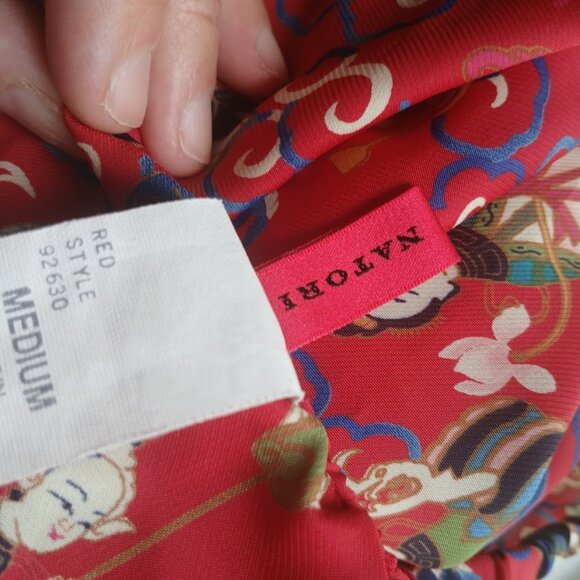 RED
STYLE
92630
MEDIUM
NATORI